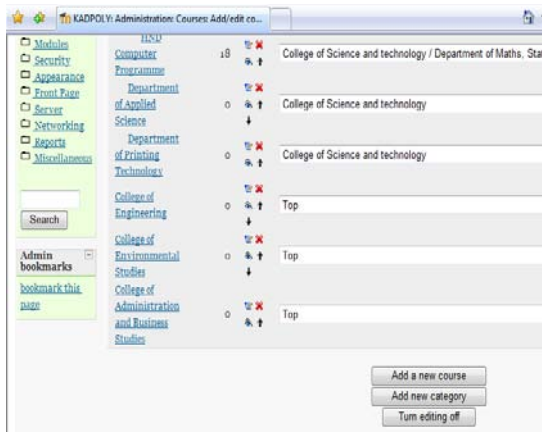 KADPOLY: Administration: Courses: Add/edit co...
Modules
Security
Appearance
Front Page
Server
Networking
Reports
Miscellaneous
Search
Admin
bookmarks
bookmark this
page
HND
Computer
Programme
18
College of Science and technology / Department of Maths, Stat
Department
of Applied
Science
0
College of Science and technology
Department
of Printing
Technology
0
College of Science and technology
College of
Engineering
0
Top
College of
Environmental
Studies
0
Top
College of
Administration
and Business
Studies
0
Top
Add a new course
Add new category
Turn editing off